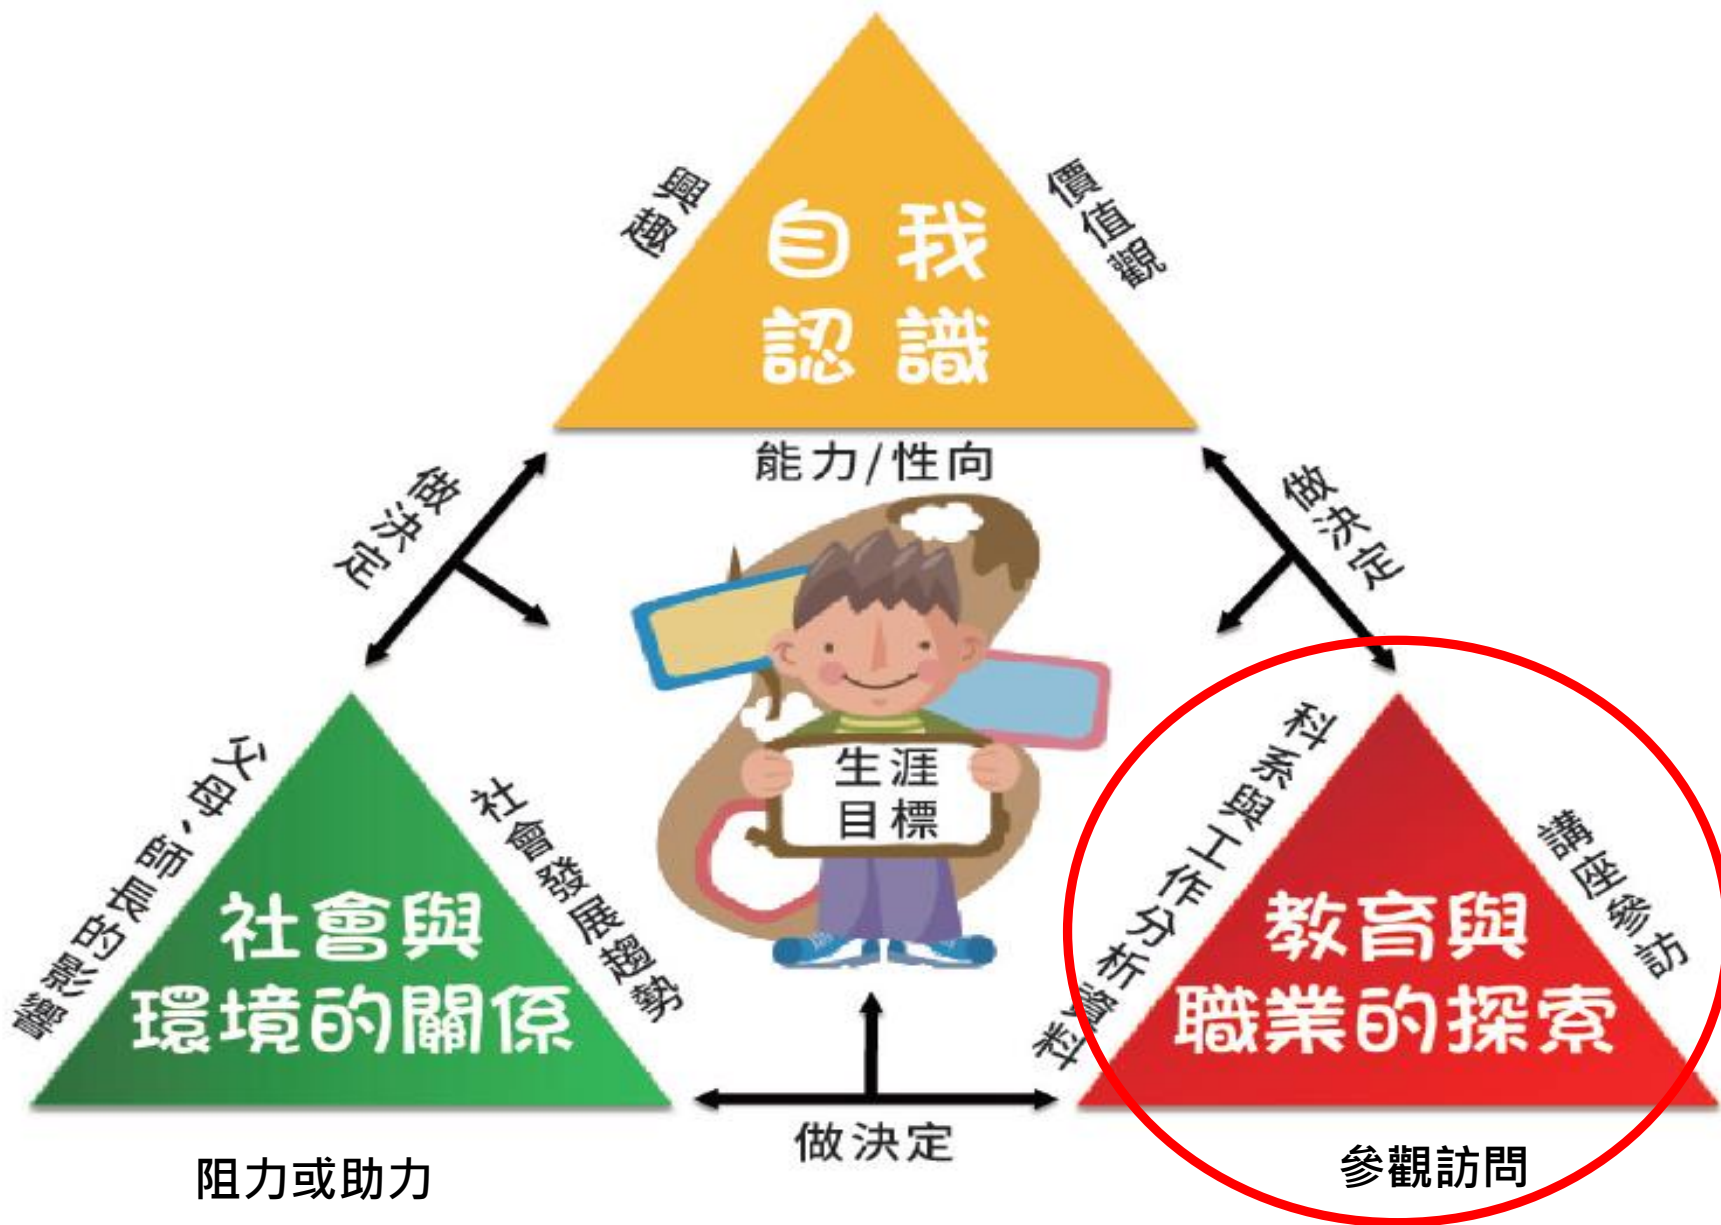 興趣
價值觀
自我
認識
能力/性向
做決定
做決定
生涯
目標
父母、師長的影響
社會發展趨勢
社會與
環境的關係
阻力或助力
做決定
科系與工作分析資料
講座參訪
教育與
職業的探索
參觀訪問